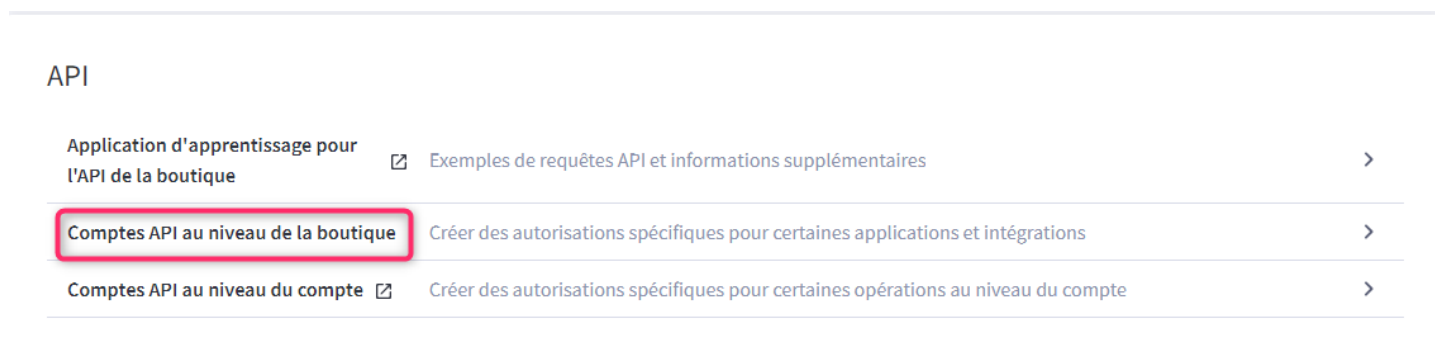 API
Application d'apprentissage pour
l'API de la boutique
Exemples de requêtes API et informations supplémentaires
Comptes API au niveau de la boutique
Créer des autorisations spécifiques pour certaines applications et intégrations
Comptes API au niveau du compte
Créer des autorisations spécifiques pour certaines opérations au niveau du compte